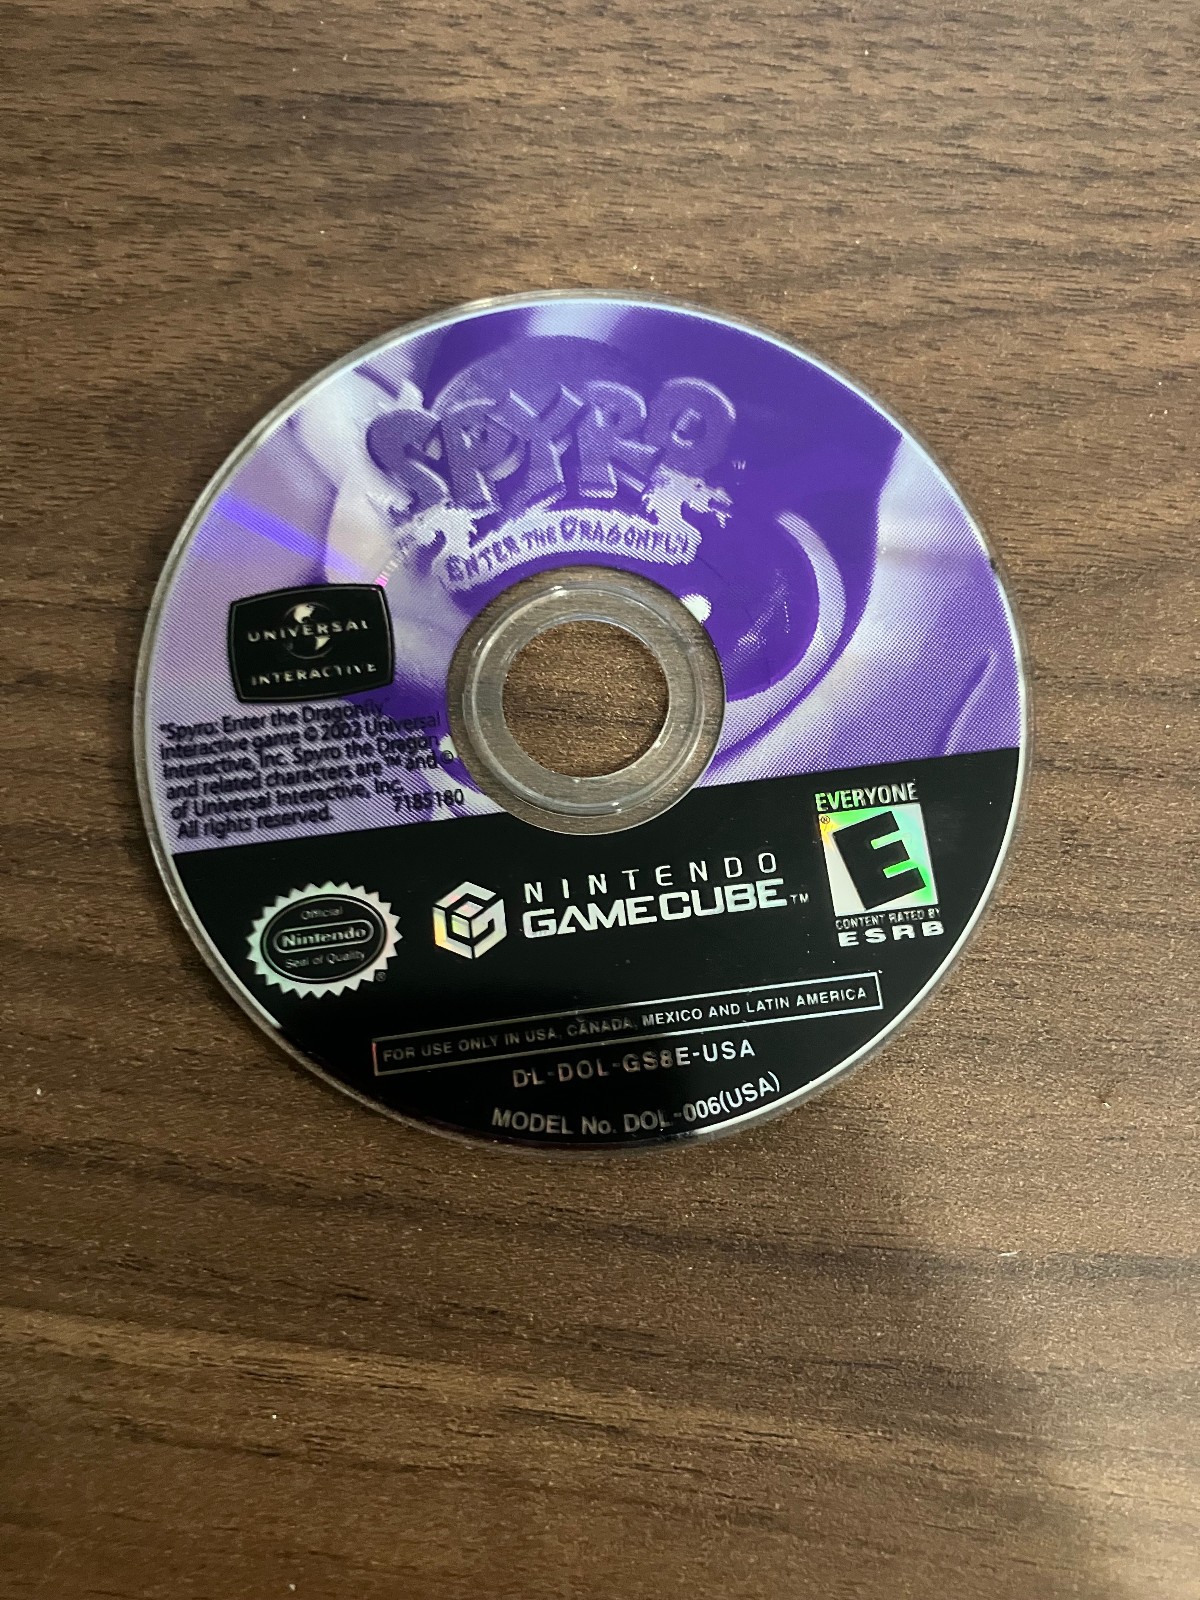 SPYRO™
ENTER THE DRAGONFLY
UNIVERSAL
INTERACTIVE
"Spyro: Enter the Dragonfly"
interactive game © 2002 Universal
Interactive, Inc. Spyro the Dragon
and related characters are ™ and ©
of Universal Interactive, Inc.
All rights reserved.
7185180
EVERYONE
E
®
CONTENT RATED BY
ESRB
NINTENDO
GAMECUBE™
Official
Nintendo
Seal of Quality
®
FOR USE ONLY IN USA, CANADA, MEXICO AND LATIN AMERICA
DL-DOL-GS8E-USA
MODEL No. DOL-006(USA)